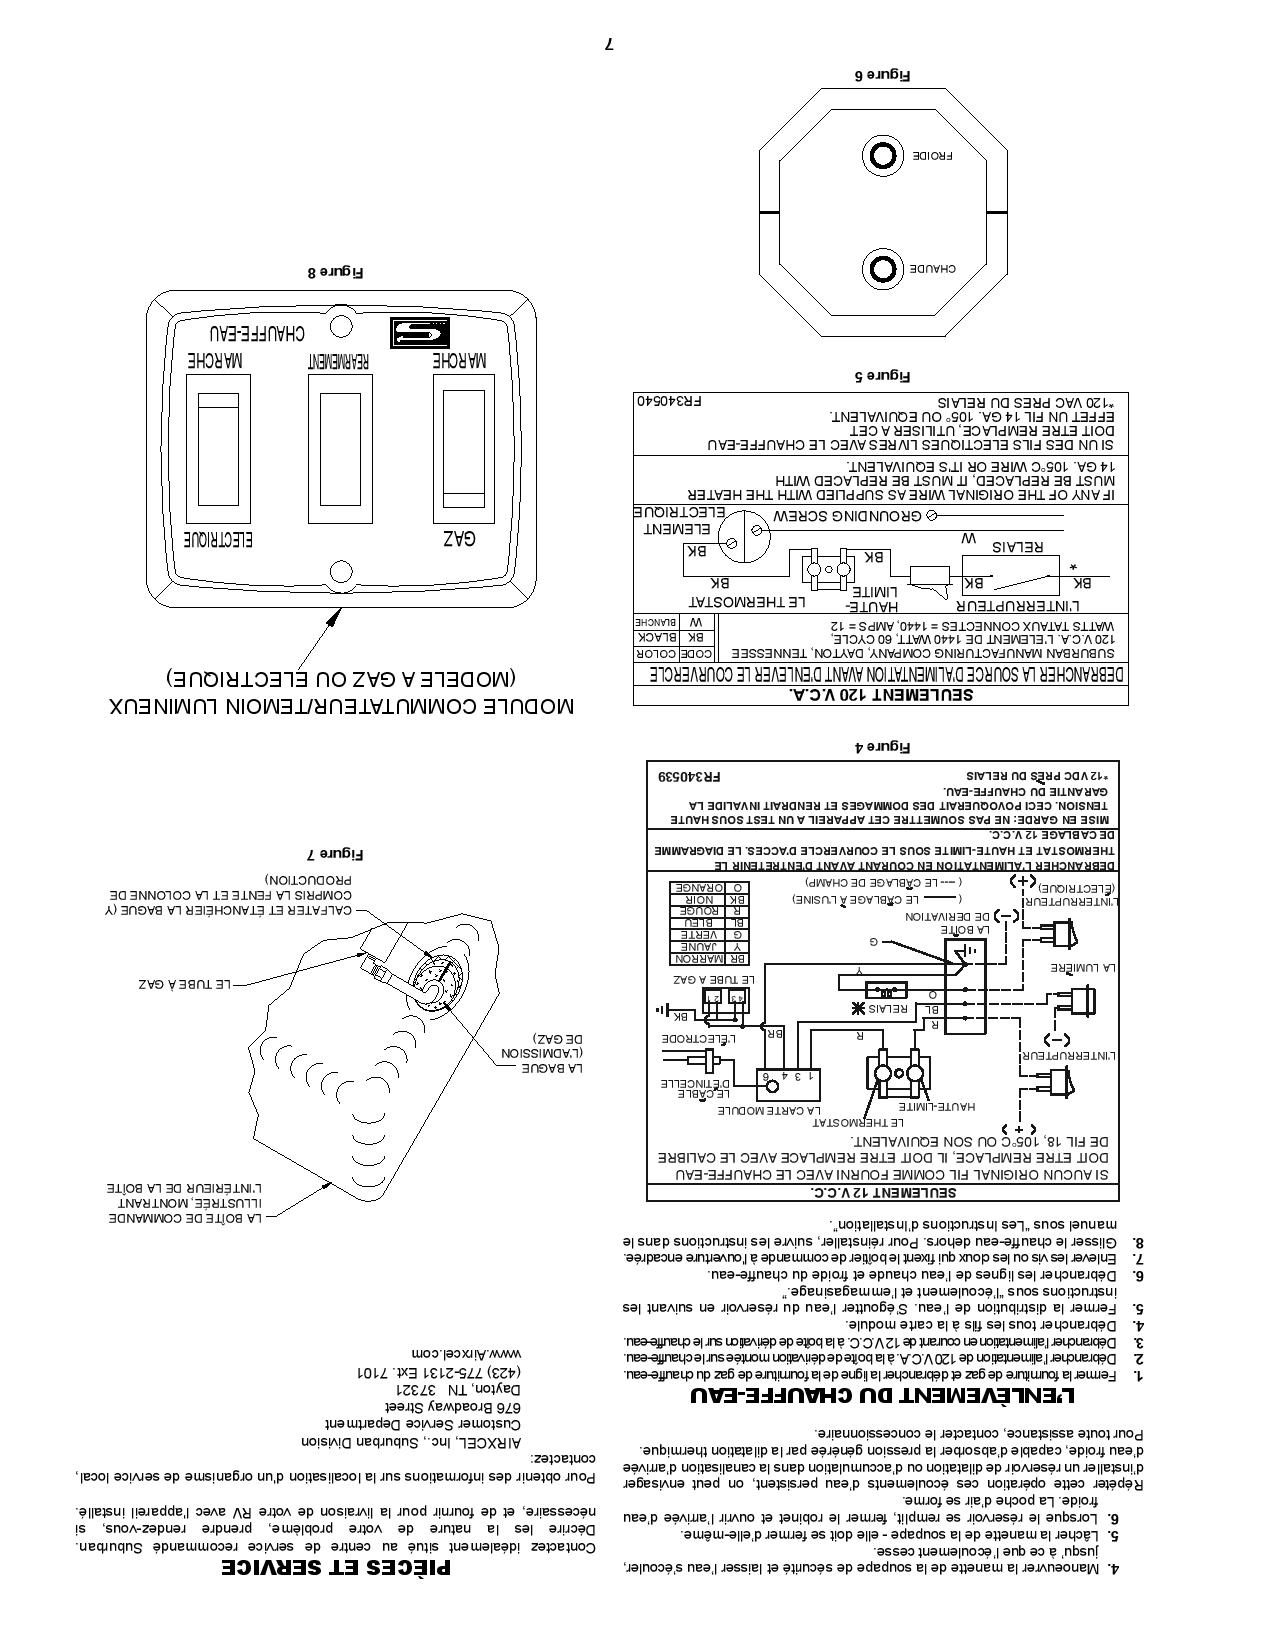 4. Manoeuvrer la manette de la soupape de sécurité et laisser l'eau s'écouler,
jusqu' à ce que l'écoulement cesse.
5. Lâcher la manette de la soupape - elle doit se fermer d'elle-même.
6. Lorsque le réservoir se remplit, fermer le robinet et ouvrir l'arrivée d'eau
froide. La poche d'air se forme.
Répéter cette opération ces écoulements d'eau persistent, on peut envisager
d'installer un réservoir de dilatation ou d'accumulation dans la canalisation d'arrivée
d'eau froide, capable d'absorber la pression générée par la dilatation thermique.
Pour toute assistance, contacter le concessionnaire.
L'ENLÈVEMENT DU CHAUFFE-EAU
1. Fermer la fourniture de gaz et débrancher la ligne de la fourniture de gaz du chauffe-eau.
2. Débrancher l'alimentation de 120V.C.A. à la boîte de dérivation montée sur le chauffe-eau.
3. Débrancher l'alimentation en courant de 12 V.C.C. à la boîte de dérivation sur le chauffe-eau.
4. Débrancher tous les fils à la carte module.
5. Fermer la distribution de l'eau. S'égoutter l'eau du réservoir en suivant les
instructions sous "l'écoulement et l'emmagasinage."
6. Débrancher les lignes de l'eau chaude et froide du chauffe-eau.
7. Enlever les vis ou les clous qui fixent le boîtier de commande à l'ouverture encadrée.
8. Glisser le chauffe-eau dehors. Pour réinstaller, suivre les instructions dans le
manuel sous "Les Instructions d'Installation".
SEULEMENT 12 V.C.C.
SI AUCUN ORIGINAL FIL COMME FOURNI AVEC LE CHAUFFE-EAU
DOIT ETRE REMPLACE, IL DOIT ETRE REMPLACE AVEC LE CALIBRE
DE FIL 18, 105°C OU SON EQUIVALENT.
( + )
LE THERMOSTAT
HAUTE-LIMITE
LA CARTE MODULE
1 3 4 6
LE CÂBLE
D'ÉTINCELLE
L'INTERRUPTEUR
(−)
L'ÉLECTRODE
R
R
BR
BK
BL
O
RELAIS
4 3 2 1
LA LUMIÈRE
Y
LE TUBE À GAZ
G
LA BOÎTE
DE DERIVATION
(−)
BR MARRON
Y JAUNE
G VERTE
BL BLEU
R ROUGE
BK NOIR
O ORANGE
L'INTERRUPTEUR
(ÉLECTRIQUE)
(+)
( —— LE CÂBLAGE À L'USINE)
( --- LE CÂBLAGE DE CHAMP)
DEBRANCHER L'ALIMENTATION EN COURANT AVANT D'ENTRETENIR LE
THERMOSTAT ET HAUTE-LIMITE SOUS LE COURVERCLE D'ACCES. LE DIAGRAMME
DE CABLAGE 12 V.C.C.
MISE EN GARDE: NE PAS SOUMETTRE CET APPAREIL A UN TEST SOUS HAUTE
TENSION. CECI POVOQUERAIT DES DOMMAGES ET RENDRAIT INVALIDE LA
GARANTIE DU CHAUFFE-EAU.
*12 VDC PRÈS DU RELAIS FR340539
Figure 4
SEULEMENT 120 V.C.A.
DEBRANCHER LA SOURCE D'ALIMENTATION AVANT D'ENLEVER LE COURVERCLE
SUBURBAN MANUFACTURING COMPANY, DAYTON, TENNESSEE
120 V.C.A. L'ELEMENT DE 1440 WATT, 60 CYCLE,
WATTS TATAUX CONNECTES = 1440, AMPS = 12
CODE COLOR
BK BLACK
W BLANCHE
L'INTERRUPTEUR
HAUTE-
LIMITE
LE THERMOSTAT
BK
*
BK
BK
BK
BK
RELAIS
W
ELEMENT
ELECTRIQUE
GROUNDING SCREW
IF ANY OF THE ORIGINAL WIRE AS SUPPLIED WITH THE HEATER
MUST BE REPLACED, IT MUST BE REPLACED WITH
14 GA. 105°C WIRE OR IT'S EQUIVALENT.
SI UN DES FILS ELECTIQUES LIVRES AVEC LE CHAUFFE-EAU
DOIT ETRE REMPLACE, UTILISER A CET
EFFET UN FIL 14 GA. 105° OU EQUIVALENT.
*120 VAC PRES DU RELAIS FR340540
Figure 5
CHAUDE
FROIDE
Figure 6
PIÈCES ET SERVICE
Contactez idéalement situé au centre de service recommandé Suburban.
Décrire les la nature de votre problème, prendre rendez-vous, si
nécessaire, et de fournir pour la livraison de votre RV avec l'appareil installé.
Pour obtenir des informations sur la localisation d'un organisme de service local,
contactez:
AIRXCEL, Inc., Suburban Division
Customer Service Department
676 Broadway Street
Dayton, TN 37321
(423) 775-2131 Ext. 7101
www.Airxcel.com
LA BOÎTE DE COMMANDE
ILLUSTRÉE, MONTRANT
L'INTÉRIEUR DE LA BOÎTE
LA BAGUE
(L'ADMISSION
DE GAZ)
LE TUBE À GAZ
CALFATER ET ÉTANCHÉIER LA BAGUE (Y
COMPRIS LA FENTE ET LA COLONNE DE
PRODUCTION)
Figure 7
MODULE COMMUTATEUR/TEMOIN LUMINEUX
(MODELE A GAZ OU ELECTRIQUE)
GAZ
ELECTRIQUE
MARCHE
REARMEMENT
MARCHE
S
CHAUFFE-EAU
Figure 8
7